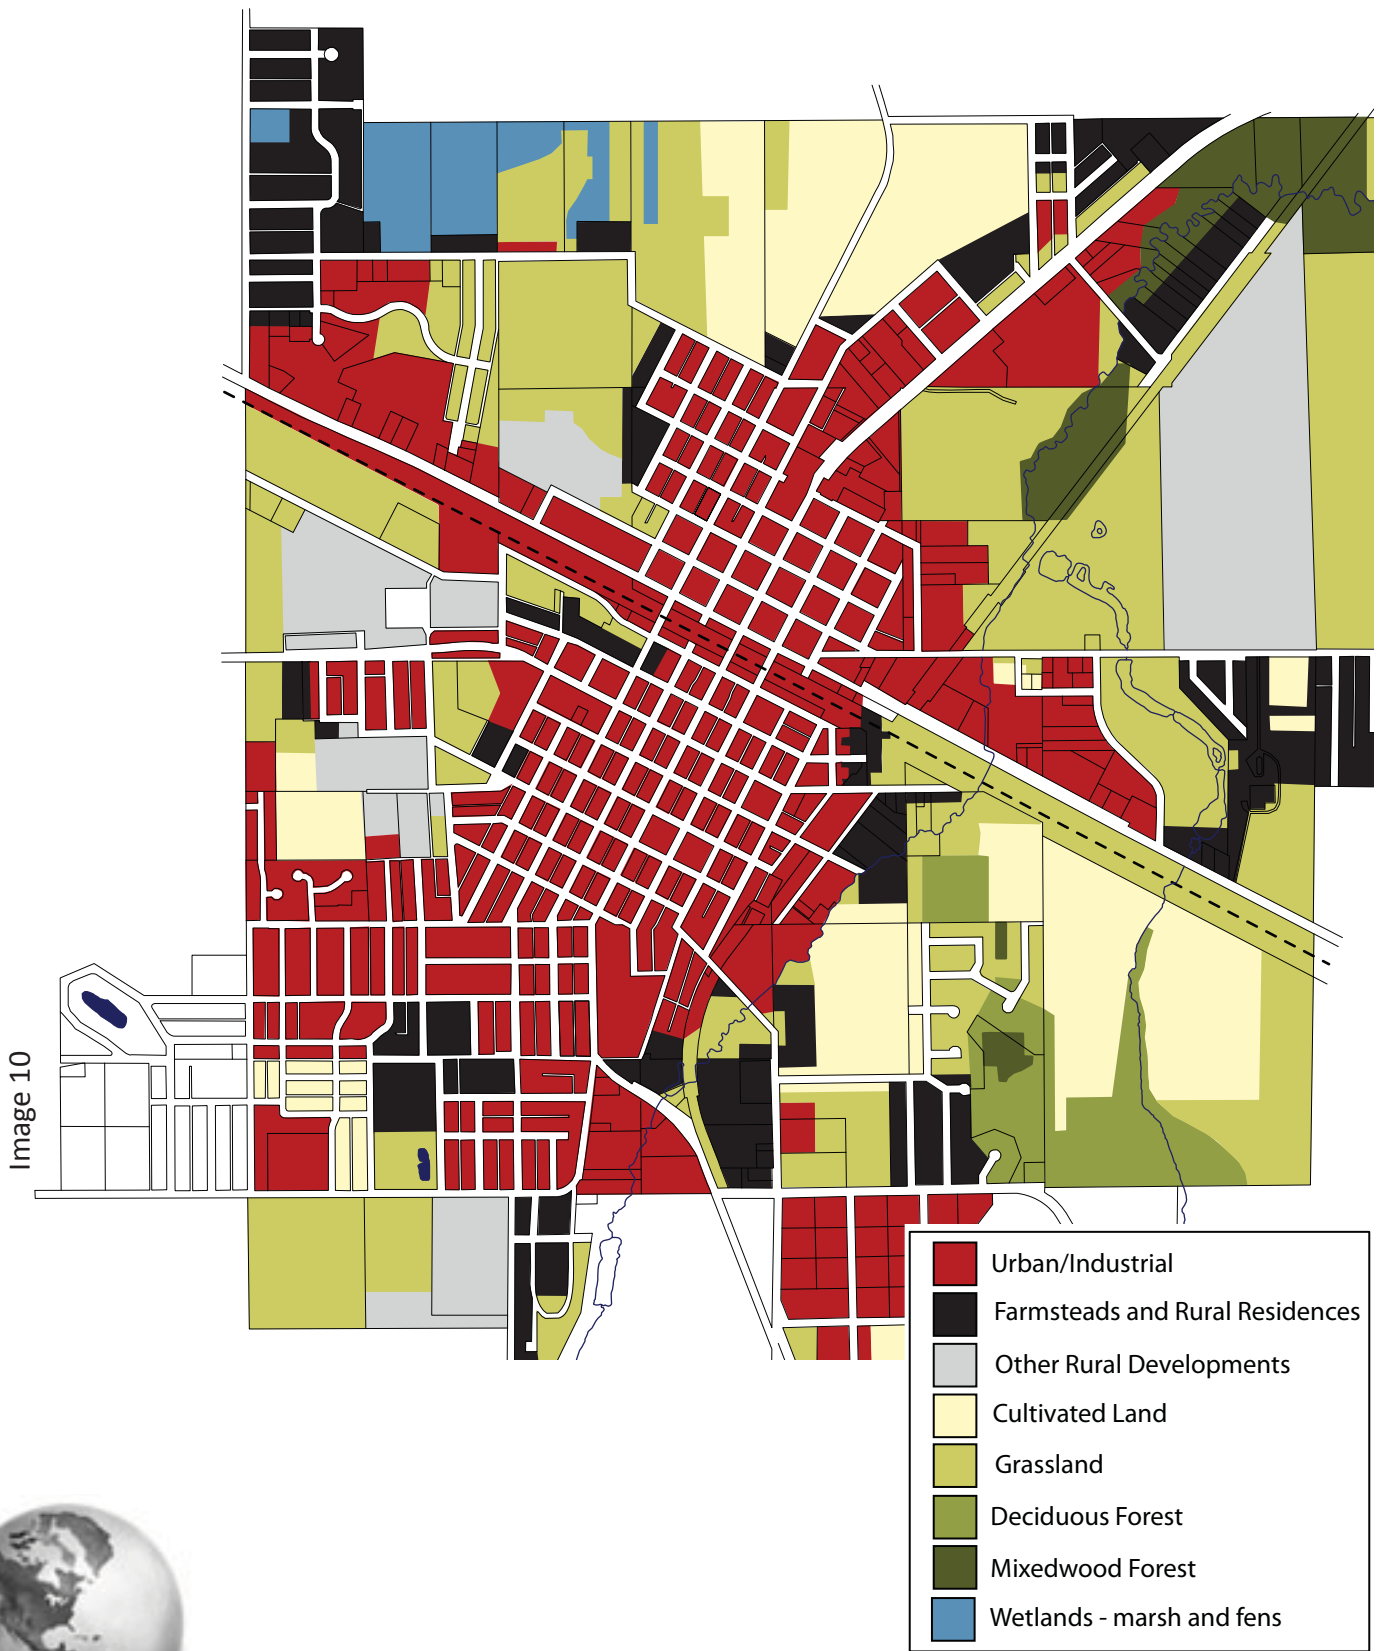 Image 10
Urban/Industrial
Farmsteads and Rural Residences
Other Rural Developments
Cultivated Land
Grassland
Deciduous Forest
Mixedwood Forest
Wetlands - marsh and fens